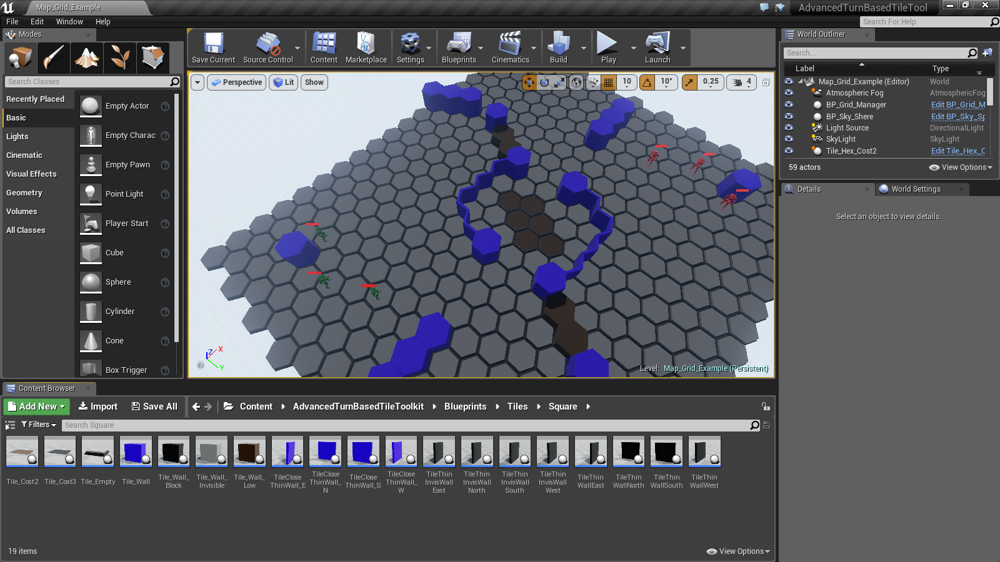 Map_Grid_Example
AdvancedTurnBasedTileTool
File Edit Window Help
Search For Help
Modes
Search Classes
Recently Placed
Basic
Lights
Cinematic
Visual Effects
Geometry
Volumes
All Classes
Empty Actor
Empty Charac
Empty Pawn
Point Light
Player Start
Cube
Sphere
Cylinder
Cone
Box Trigger
Save Current
Source Control
Content
Marketplace
Settings
Blueprints
Cinematics
Build
Play
Launch
Perspective
Lit
Show
10
10°
0.25
4
Z X
Y
Level: Map_Grid_Example (Persistent)
World Outliner
Search...
Label Type
Map_Grid_Example (Editor) World
Atmospheric Fog AtmosphericFog
BP_Grid_Manager Edit BP_Grid_M
BP_Sky_Shere Edit BP_Sky_Sp
Light Source DirectionalLight
SkyLight SkyLight
Tile_Hex_Cost2 Edit Tile_Hex_C
59 actors
View Options
Details
World Settings
Select an object to view details.
Content Browser
Add New
Import
Save All
Content
AdvancedTurnBasedTileToolkit
Blueprints
Tiles
Square
Filters
Search Square
Tile_Cost2
Tile_Cost3
Tile_Empty
Tile_Wall
Tile_Wall_
Block
Tile_Wall_
Invisible
Tile_Wall_
Low
TileClose
ThinWall_E
TileClose
ThinWall_
N
TileClose
ThinWall_S
TileClose
ThinWall_
W
TileThin
InvisWall
East
TileThin
InvisWall
North
TileThin
InvisWall
South
TileThin
InvisWall
West
TileThin
WallEast
TileThin
WallNorth
TileThin
WallSouth
TileThin
WallWest
19 items
View Options